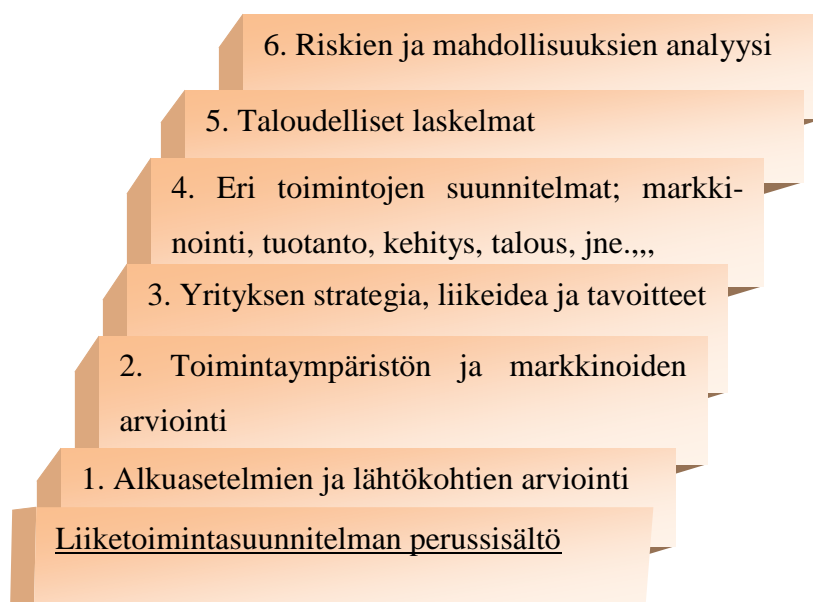 6. Riskien ja mahdollisuuksien analyysi
5. Taloudelliset laskelmat
4. Eri toimintojen suunnitelmat; markki-
nointi, tuotanto, kehitys, talous, jne.,,,
3. Yrityksen strategia, liikeidea ja tavoitteet
2. Toimintaympäristön ja markkinoiden
arviointi
1. Alkuasetelmien ja lähtökohtien arviointi
Liiketoimintasuunnitelman perussisältö